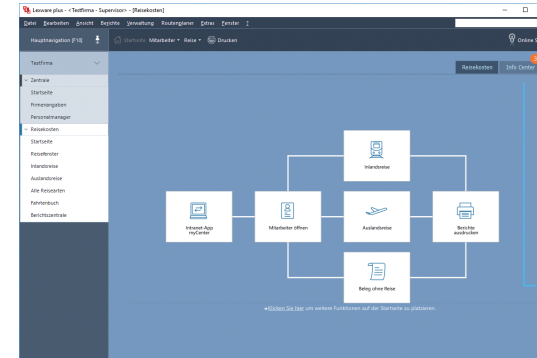 Lexware plus - <Testfirma - Supervisor> - [Reisekosten]
Datei Bearbeiten Ansicht Berichte Verwaltung Routenplaner Extras Fenster ?
Hauptnavigation [F10]
Startseite Mitarbeiter Reise Drucken
Online S
Testfirma
Reisekosten Info Center
Zentrale
Startseite
Firmenangaben
Personalmanager
Reisekosten
Startseite
Reisefenster
Inlandsreise
Auslandsreise
Alle Reisearten
Fahrtenbuch
Berichtszentrale
Inlandsreise
Intranet-App
myCenter
Mitarbeiter öffnen
Auslandsreise
Berichte
ausdrucken
Beleg ohne Reise
Klicken Sie hier um weitere Funktionen auf der Startseite zu platzieren.